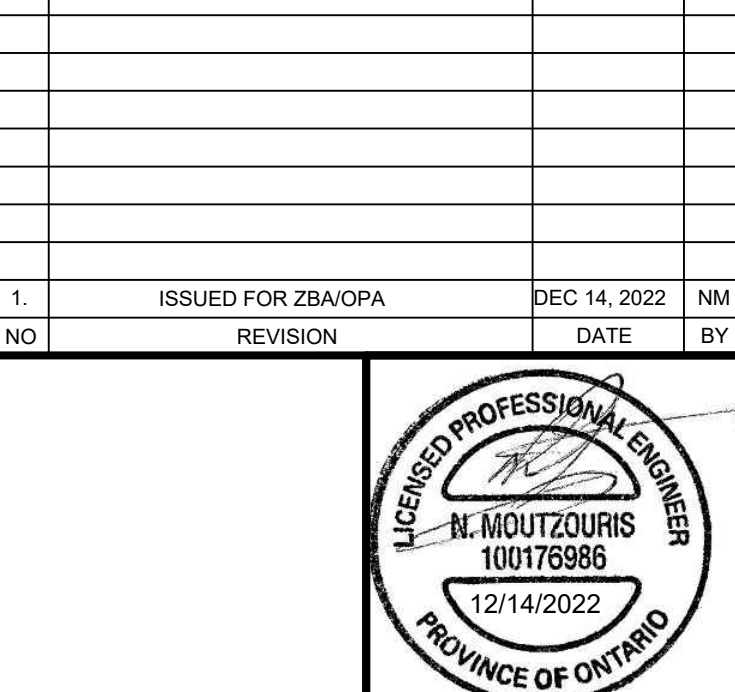 1. ISSUED FOR ZBA/OPA DEC 14, 2022 NM
NO REVISION DATE BY
LICENSED PROFESSIONAL ENGINEER
N. MOUTZOURIS
100176986
12/14/2022
PROVINCE OF ONTARIO